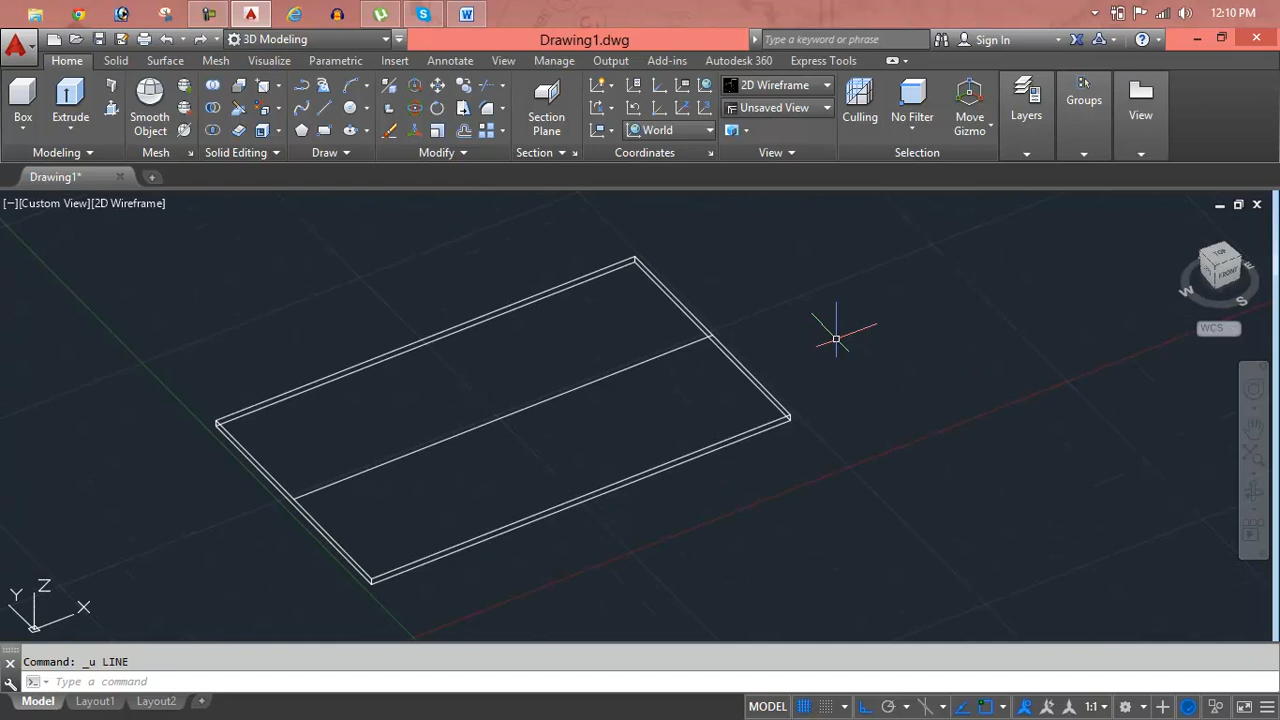 12:10 PM
3D Modeling
Drawing1.dwg
Type a keyword or phrase
Sign In
Home
Solid
Surface
Mesh
Visualize
Parametric
Insert
Annotate
View
Manage
Output
Add-ins
Autodesk 360
Express Tools
Box
Extrude
Smooth
Object
Section
Plane
2D Wireframe
Unsaved View
World
Culling
No Filter
Move
Gizmo
Layers
Groups
View
Modeling
Mesh
Solid Editing
Draw
Modify
Section
Coordinates
View
Selection
Drawing1*
[−][Custom View][2D Wireframe]
TOP
FRONT
W
S
E
WCS
Y
Z
X
Command: _u LINE
Type a command
Model
Layout1
Layout2
MODEL
1:1